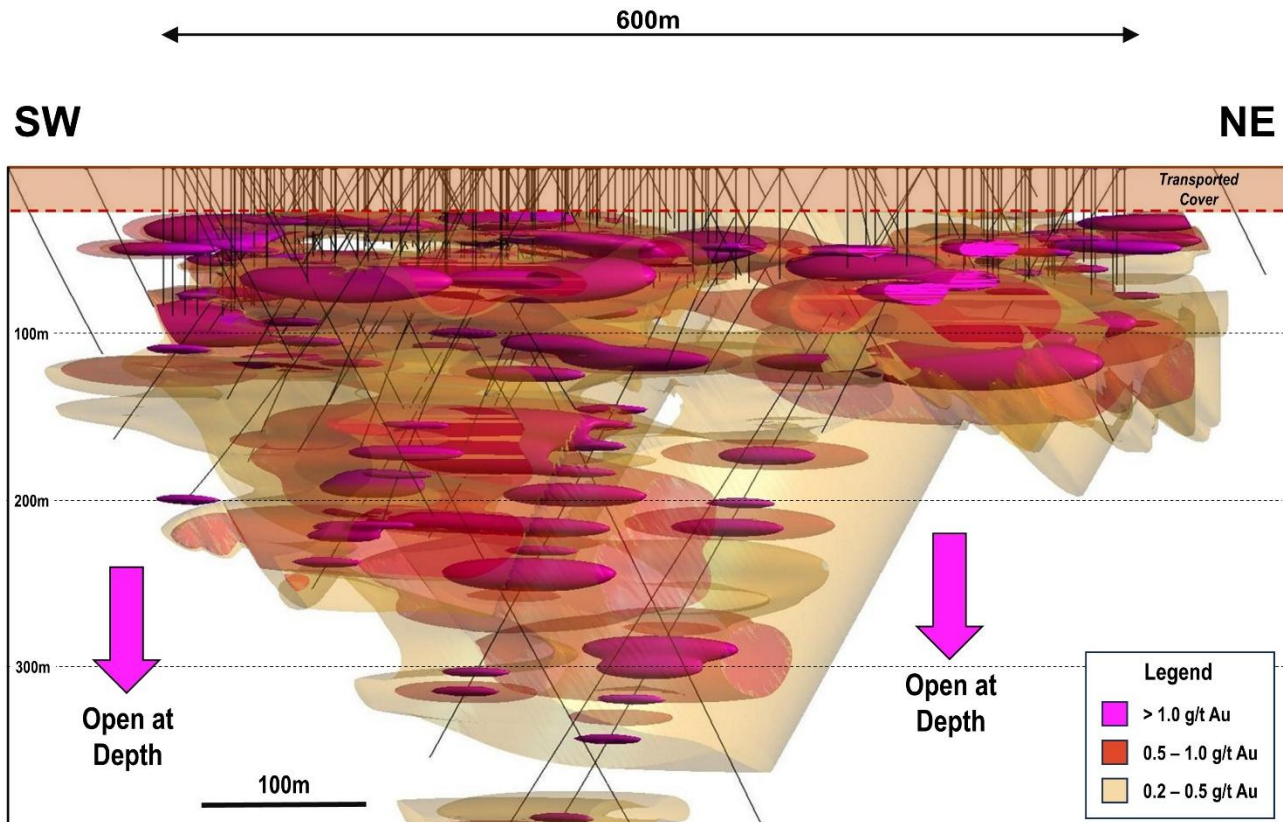 600m
SW
NE
Transported
Cover
100m
200m
300m
Open at
Depth
Open at
Depth
100m
Legend
> 1.0 g/t Au
0.5 – 1.0 g/t Au
0.2 – 0.5 g/t Au